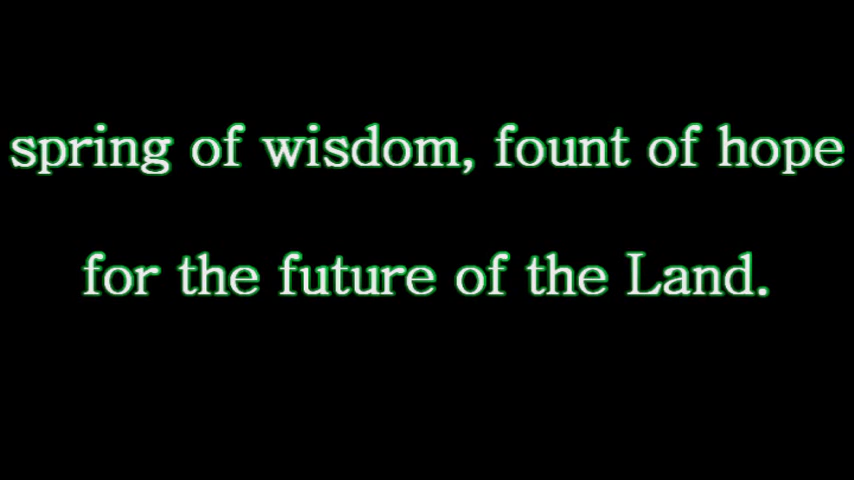 spring of wisdom, fount of hope
for the future of the Land.